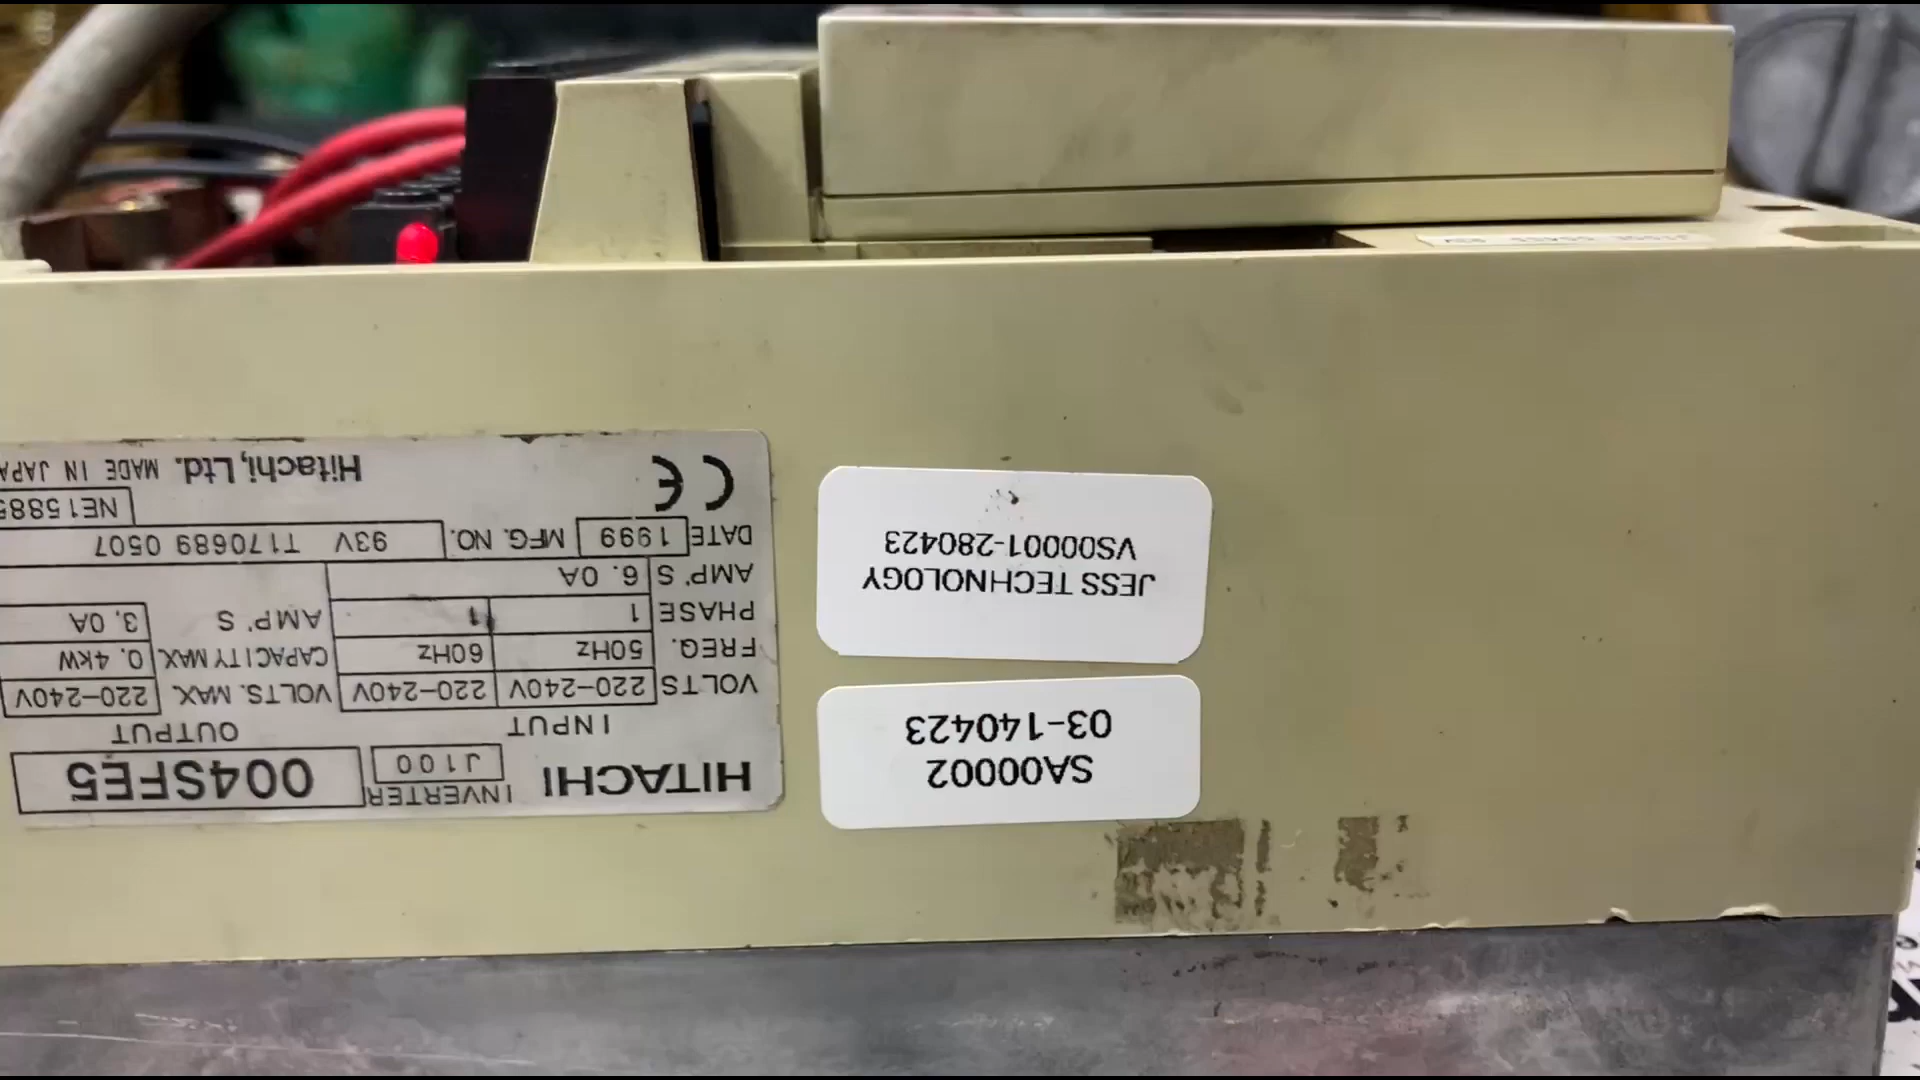 HITACHI INVERTER J100 004SFE5
INPUT OUTPUT
VOLTS 220-240V 220-240V VOLTS. MAX 220-240V
FREQ. 50Hz 60Hz CAPACITY MAX 0.4kW
PHASE 1 1 AMP'S 3.0A
AMP'S 6.0A
DATE 1999 MFG. NO. 93V T170689 0507
NE15885
CE Hitachi,Ltd. MADE IN JAPA
SA00002
03-140423
JESS TECHNOLOGY
VS00001-280423